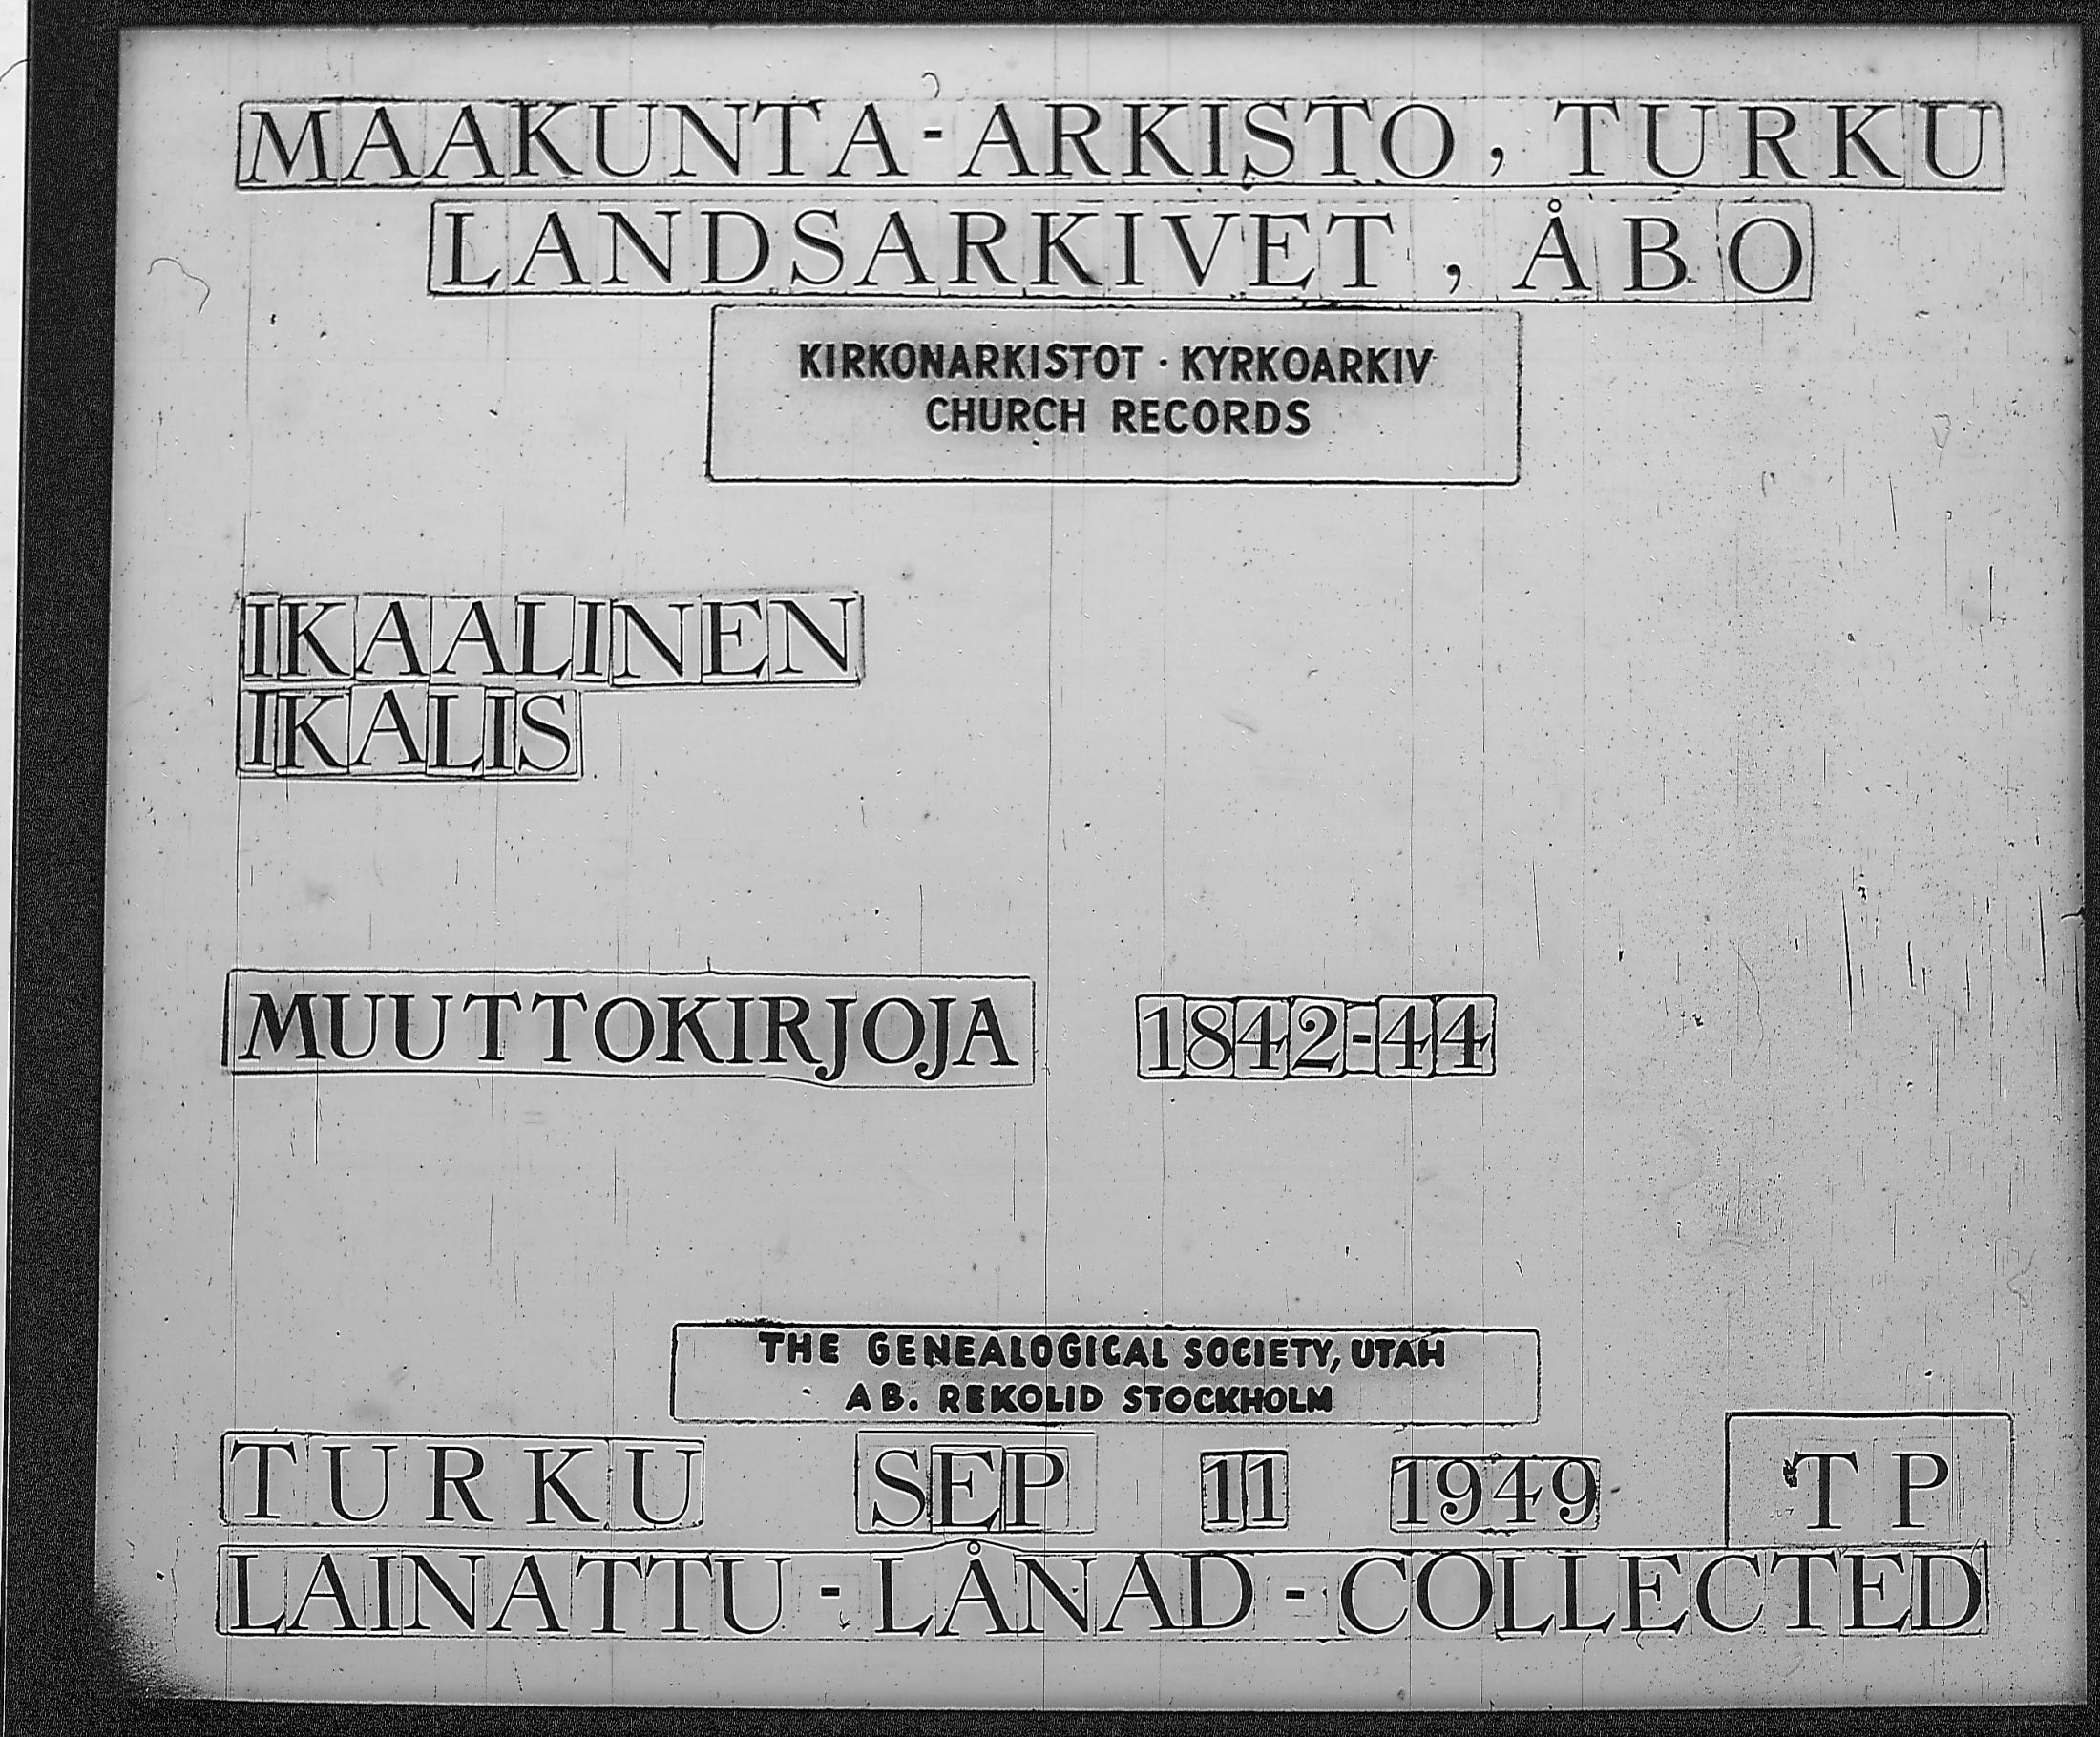 MAAKUNTA-ARKISTO, TURKU
LANDSARKIVET, ÅBO
KIRKONARKISTOT · KYRKOARKIV
CHURCH RECORDS
IKAALINEN
IKALIS
MUUTTOKIRJOJA 1842-44
THE GENEALOGICAL SOCIETY, UTAH
AB. REKOLID STOCKHOLM
TURKU SEP 11 1949 TP
LAINATTU - LÅNAD - COLLECTED